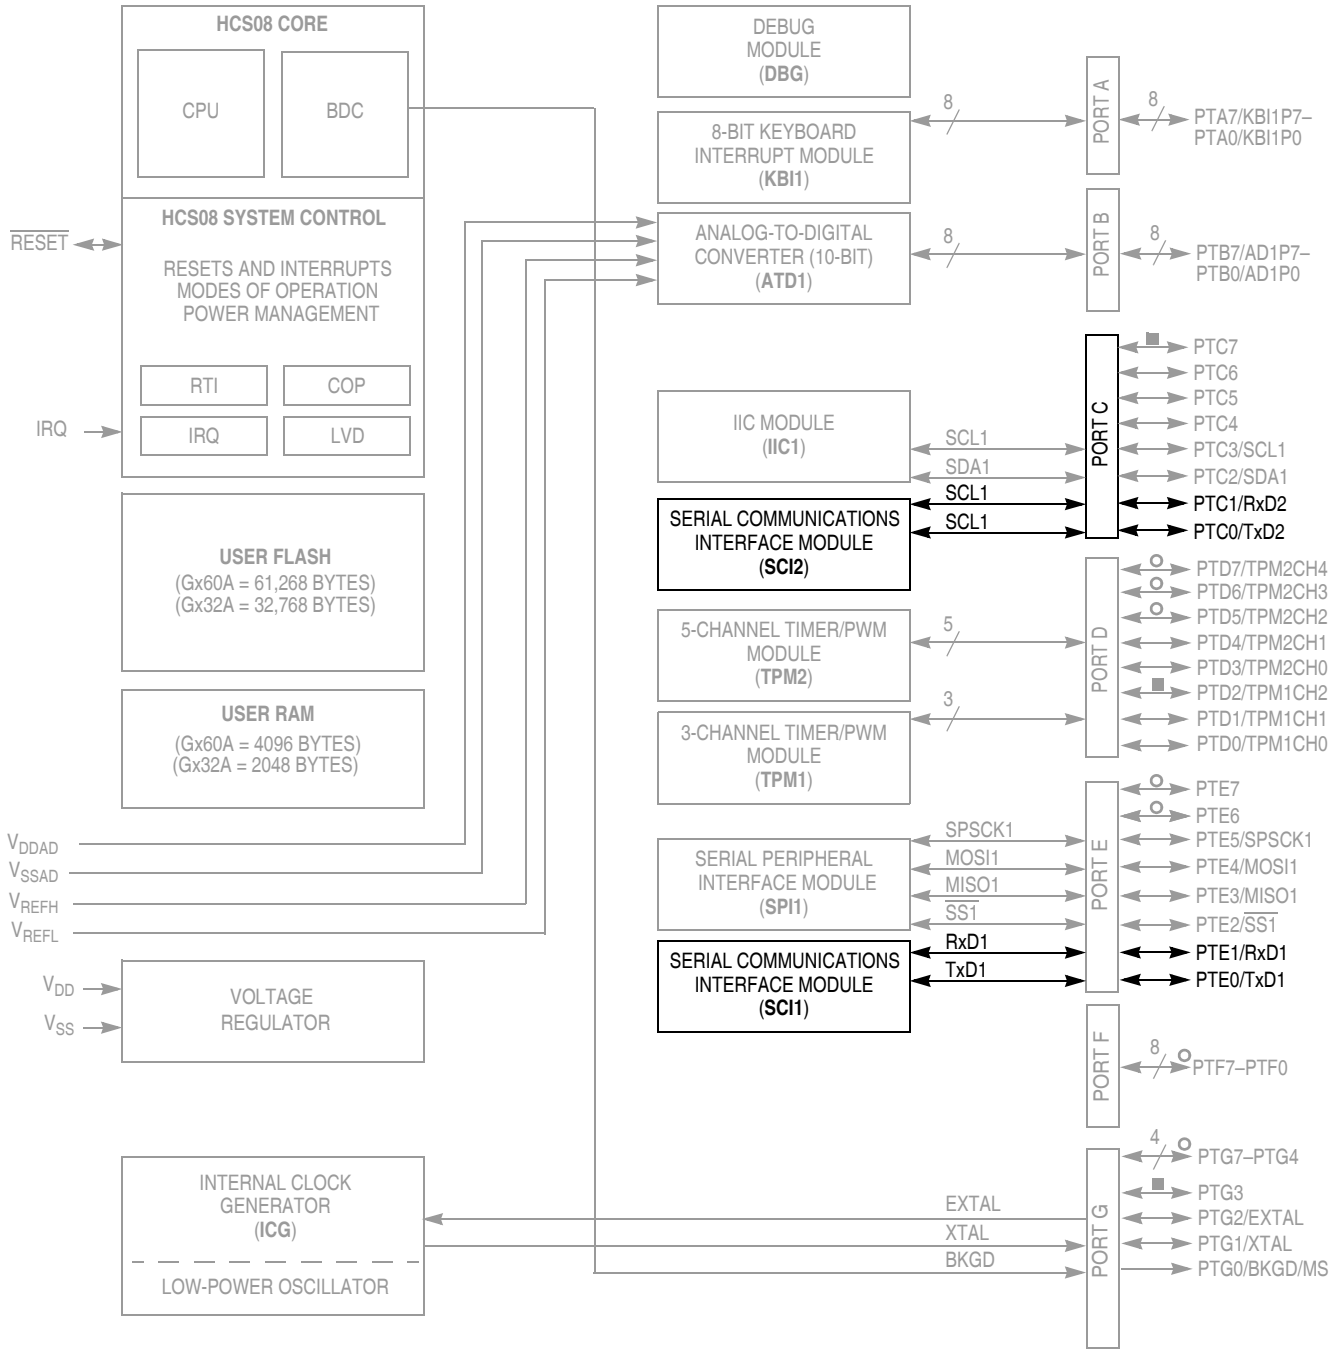 HCS08 CORE
CPU
BDC
HCS08 SYSTEM CONTROL
RESET
RESETS AND INTERRUPTS
MODES OF OPERATION
POWER MANAGEMENT
RTI
COP
IRQ
IRQ
LVD
USER FLASH
(Gx60A = 61,268 BYTES)
(Gx32A = 32,768 BYTES)
USER RAM
(Gx60A = 4096 BYTES)
(Gx32A = 2048 BYTES)
VDDAD
VSSAD
VREFH
VREFL
VDD
VSS
VOLTAGE
REGULATOR
INTERNAL CLOCK
GENERATOR
(ICG)
LOW-POWER OSCILLATOR
DEBUG
MODULE
(DBG)
8-BIT KEYBOARD
INTERRUPT MODULE
(KBI1)
8
PORT A
8
PTA7/KBI1P7–
PTA0/KBI1P0
ANALOG-TO-DIGITAL
CONVERTER (10-BIT)
(ATD1)
8
PORT B
8
PTB7/AD1P7–
PTB0/AD1P0
IIC MODULE
(IIC1)
SCL1
SDA1
SERIAL COMMUNICATIONS
INTERFACE MODULE
(SCI2)
SCL1
SCL1
PORT C
PTC7
PTC6
PTC5
PTC4
PTC3/SCL1
PTC2/SDA1
PTC1/RxD2
PTC0/TxD2
5-CHANNEL TIMER/PWM
MODULE
(TPM2)
5
3-CHANNEL TIMER/PWM
MODULE
(TPM1)
3
PORT D
PTD7/TPM2CH4
PTD6/TPM2CH3
PTD5/TPM2CH2
PTD4/TPM2CH1
PTD3/TPM2CH0
PTD2/TPM1CH2
PTD1/TPM1CH1
PTD0/TPM1CH0
SERIAL PERIPHERAL
INTERFACE MODULE
(SPI1)
SPSCK1
MOSI1
MISO1
SS1
SERIAL COMMUNICATIONS
INTERFACE MODULE
(SCI1)
RxD1
TxD1
PORT E
PTE7
PTE6
PTE5/SPSCK1
PTE4/MOSI1
PTE3/MISO1
PTE2/SS1
PTE1/RxD1
PTE0/TxD1
PORT F
8
PTF7–PTF0
EXTAL
XTAL
BKGD
PORT G
4
PTG7–PTG4
PTG3
PTG2/EXTAL
PTG1/XTAL
PTG0/BKGD/MS